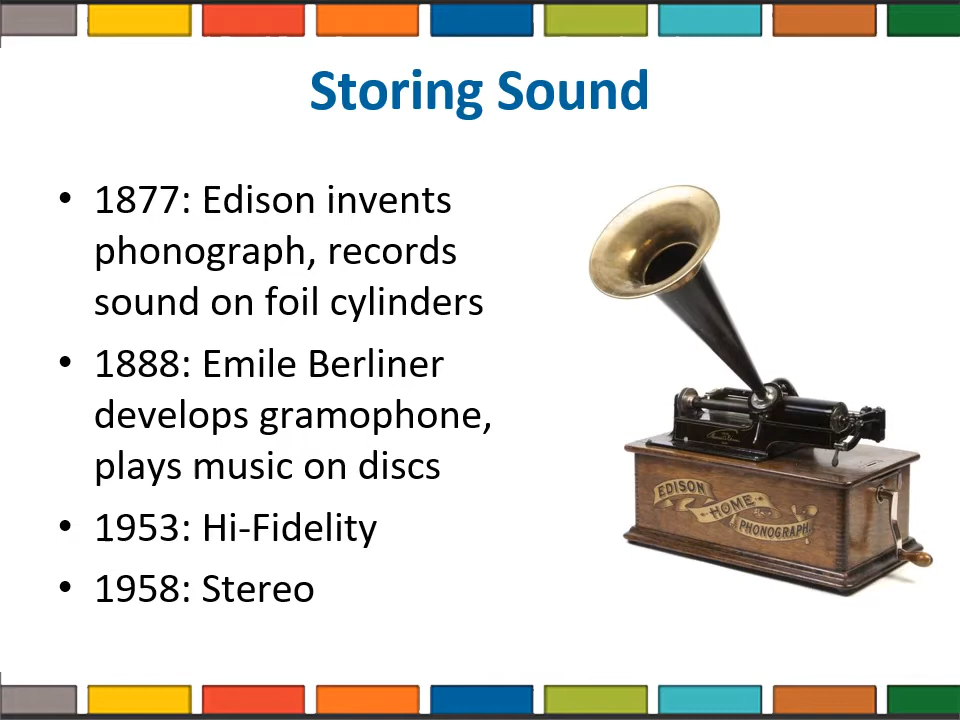 Storing Sound
• 1877: Edison invents
phonograph, records
sound on foil cylinders
• 1888: Emile Berliner
develops gramophone,
plays music on discs
• 1953: Hi-Fidelity
• 1958: Stereo
EDISON
HOME
PHONOGRAPH